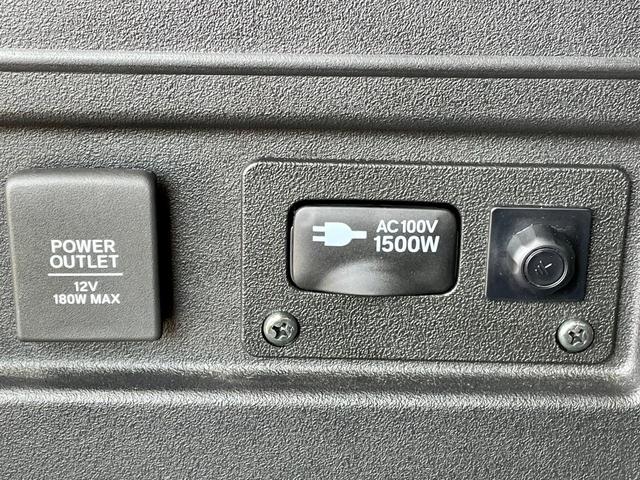 POWER
OUTLET
12V
180W MAX
AC100V
1500W